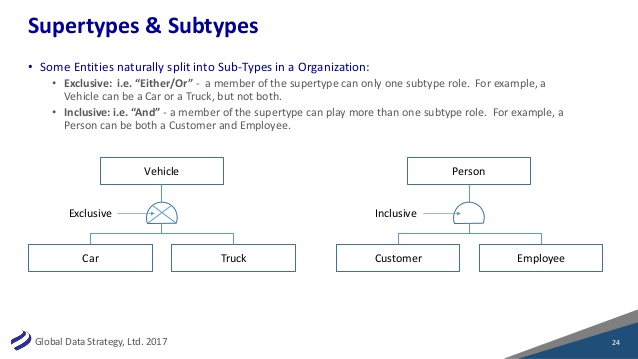 Supertypes & Subtypes
• Some Entities naturally split into Sub-Types in a Organization:
• Exclusive: i.e. “Either/Or” - a member of the supertype can only one subtype role. For example, a
Vehicle can be a Car or a Truck, but not both.
• Inclusive: i.e. “And” - a member of the supertype can play more than one subtype role. For example, a
Person can be both a Customer and Employee.
Vehicle
Person
Exclusive
Inclusive
Car
Truck
Customer
Employee
Global Data Strategy, Ltd. 2017
24